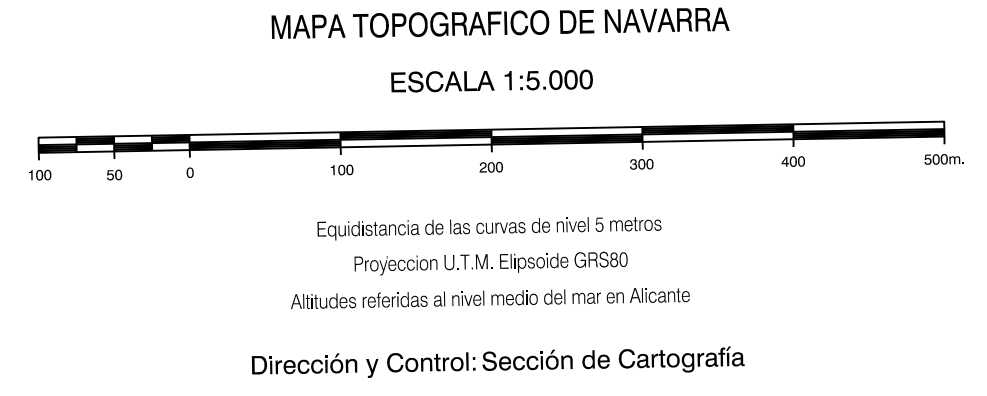 MAPA TOPOGRAFICO DE NAVARRA
ESCALA 1:5.000
100 50 0 100 200 300 400 500m.
Equidistancia de las curvas de nivel 5 metros
Proyeccion U.T.M. Elipsoide GRS80
Altitudes referidas al nivel medio del mar en Alicante
Dirección y Control: Sección de Cartografía